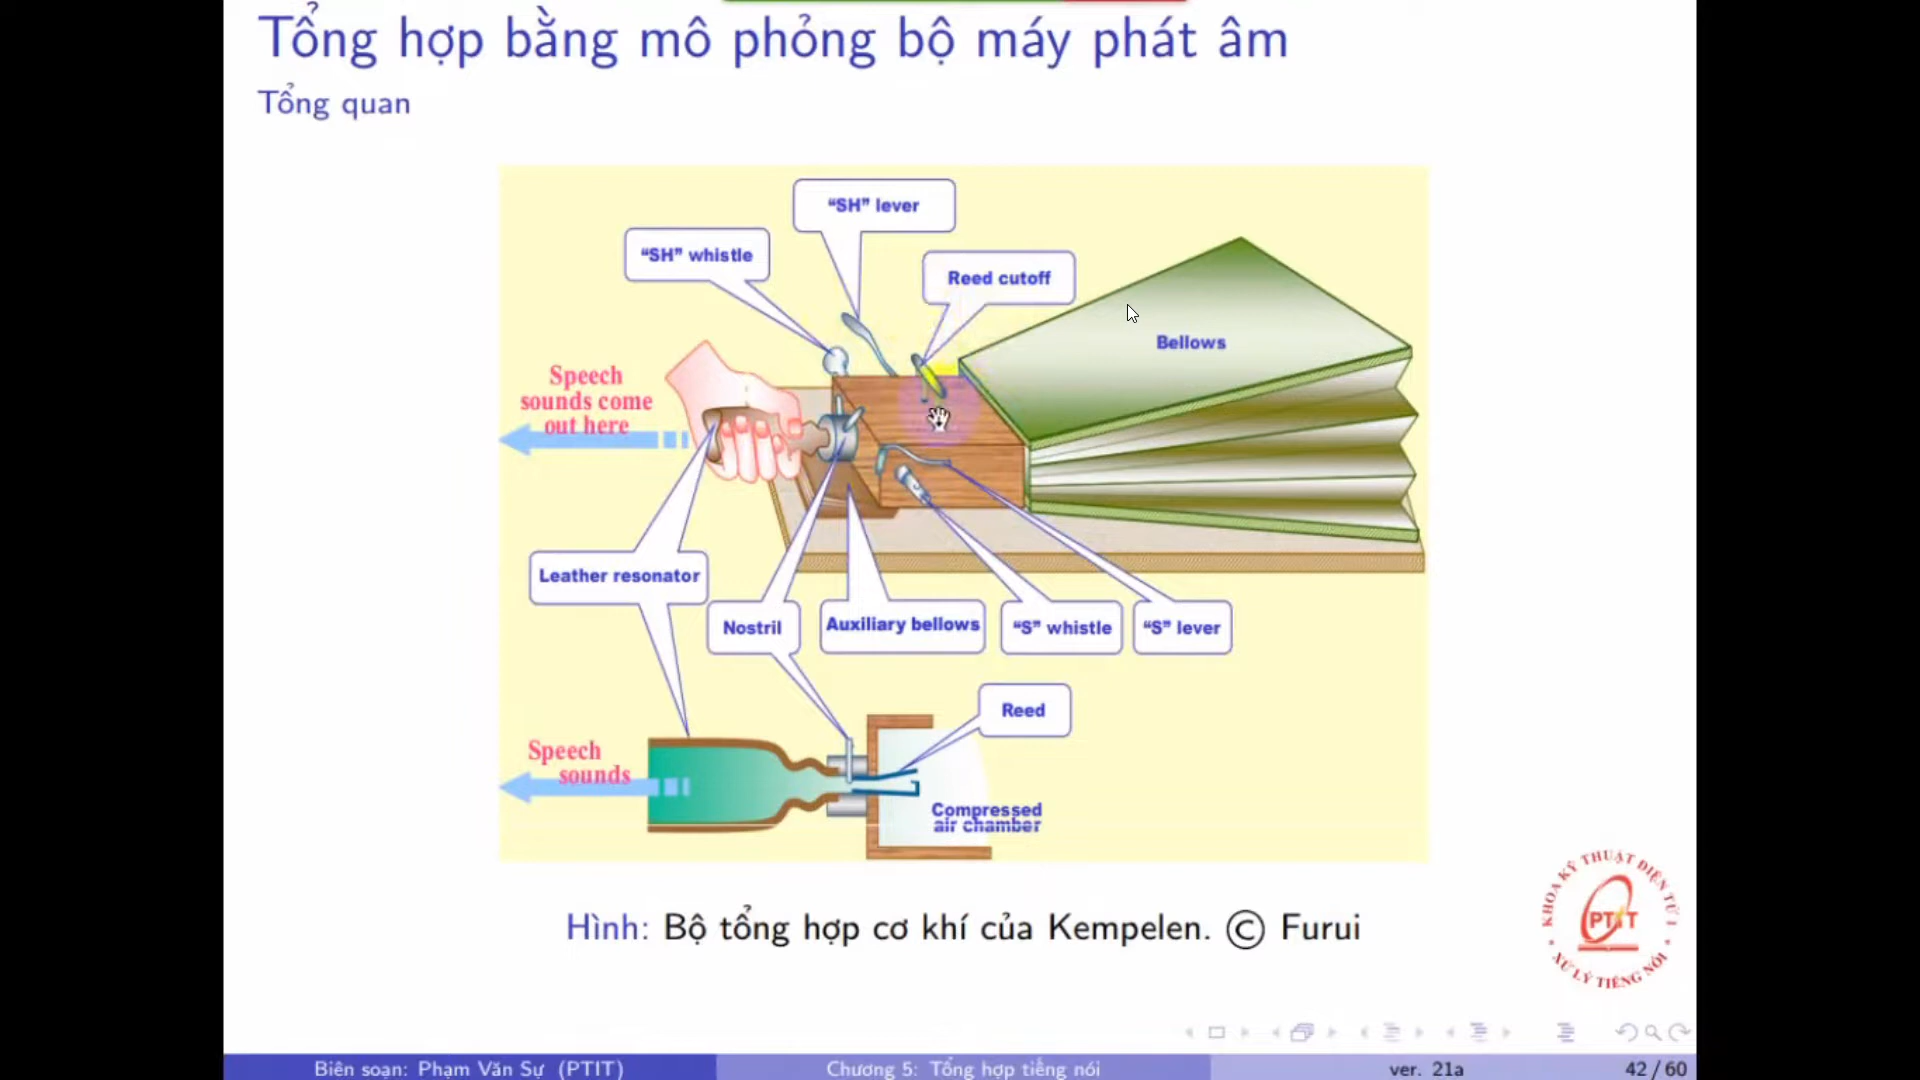 Tổng hợp bằng mô phỏng bộ máy phát âm
Tổng quan
“SH” lever
“SH” whistle
Reed cutoff
Bellows
Speech
sounds come
out here
Leather resonator
Nostril
Auxiliary bellows
“S” whistle
“S” lever
Reed
Speech
sounds
Compressed
air chamber
Hình: Bộ tổng hợp cơ khí của Kempelen. © Furui
KHOA KỸ THUẬT ĐIỆN TỬ 1
PTIT
XỬ LÝ TIẾNG NÓI
Biên soạn: Phạm Văn Sự (PTIT)
Chương 5: Tổng hợp tiếng nói
ver. 21a
42 / 60